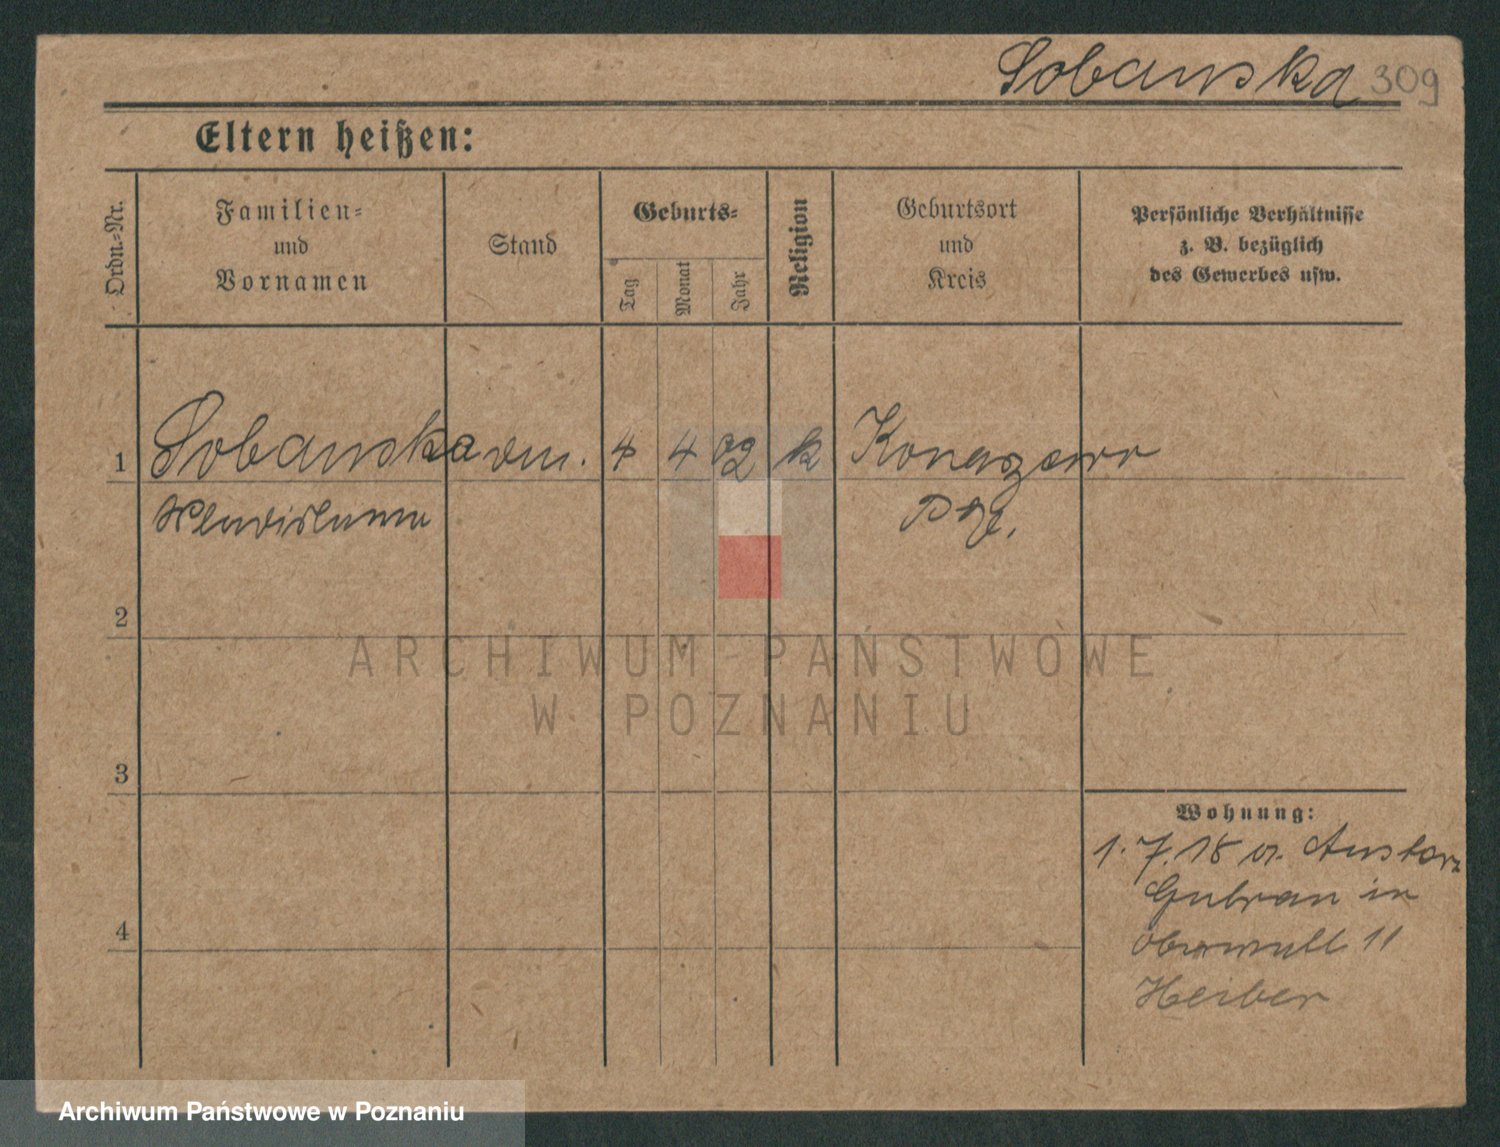 Sobanska 309
Eltern heißen:
Ordn.-Nr.
Familien-
und
Vornamen
Stand
Geburts-
Tag
Monat
Jahr
Religion
Geburtsort
und
Kreis
Persönliche Verhältnisse
z. B. bezüglich
des Gewerbes usw.
1 Sobanska 4 4 02 k
Wladislawa
2
ARCHIWUM PAŃSTWOWE
W POZNANIU
3
Wohnung:
1.7.18 v.
in
4
11
Heiber
Archiwum Państwowe w Poznaniu